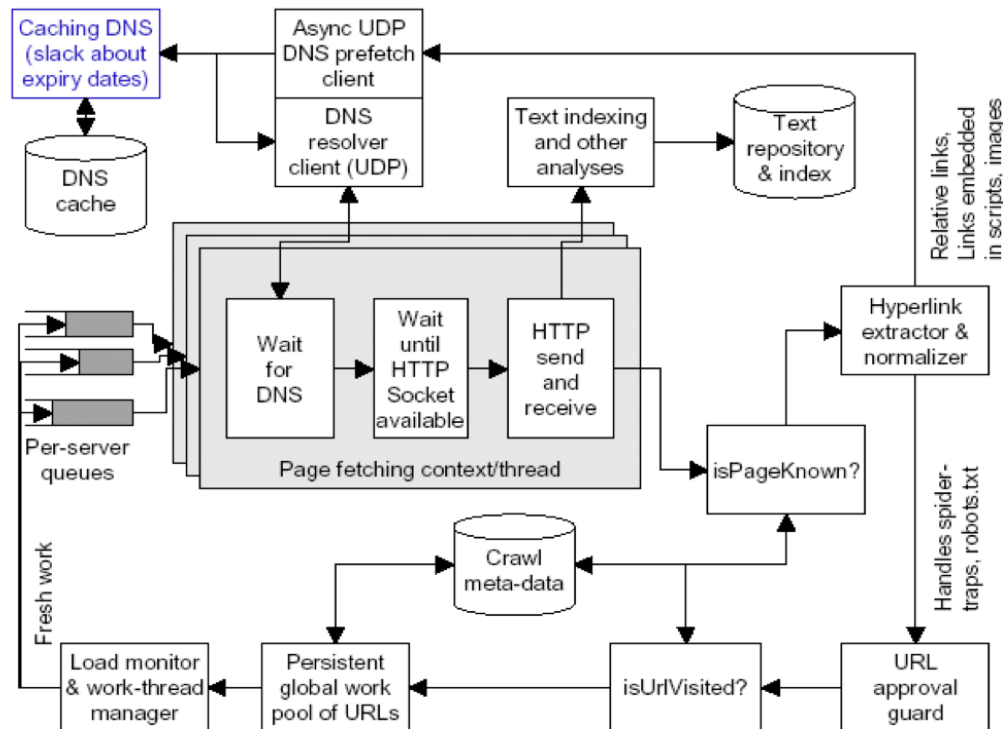 Caching DNS
(slack about
expiry dates)
Async UDP
DNS prefetch
client
DNS
resolver
client (UDP)
DNS
cache
Text indexing
and other
analyses
Text
repository
& index
Relative links,
Links embedded
in scripts, images
Wait
for
DNS
Wait
until
HTTP
Socket
available
HTTP
send
and
receive
Page fetching context/thread
Per-server
queues
Hyperlink
extractor &
normalizer
isPageKnown?
Handles spider-
traps, robots.txt
Crawl
meta-data
Fresh work
Load monitor
& work-thread
manager
Persistent
global work
pool of URLs
isUrlVisited?
URL
approval
guard